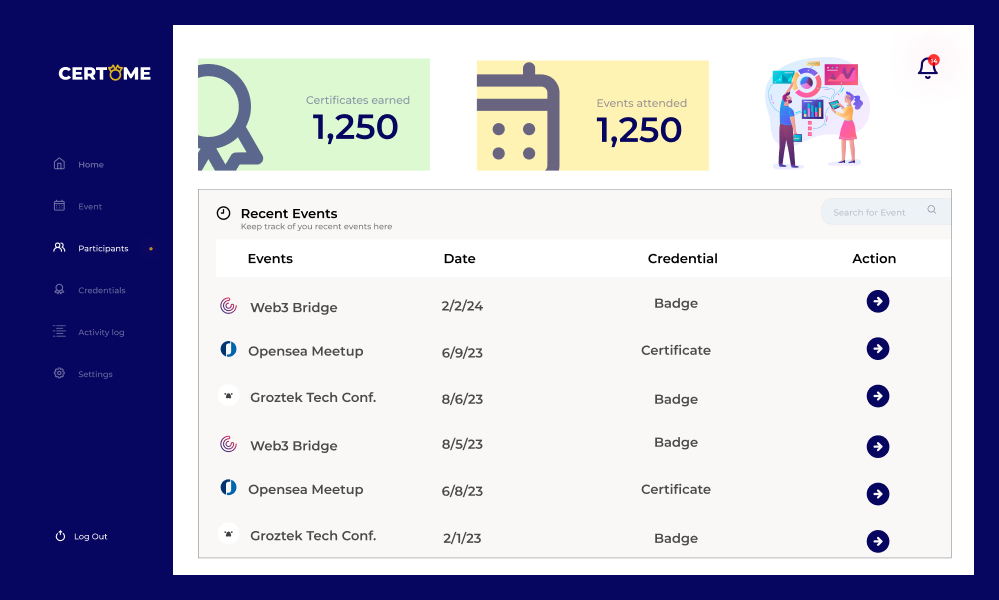 CERTOME
Home
Event
Participants
Credentials
Activity log
Settings
Log Out
Certificates earned
1,250
Events attended
1,250
14
Recent Events
Keep track of you recent events here
Search for Event
Events Date Credential Action
Web3 Bridge 2/2/24 Badge
Opensea Meetup 6/9/23 Certificate
Groztek Tech Conf. 8/6/23 Badge
Web3 Bridge 8/5/23 Badge
Opensea Meetup 6/8/23 Certificate
Groztek Tech Conf. 2/1/23 Badge